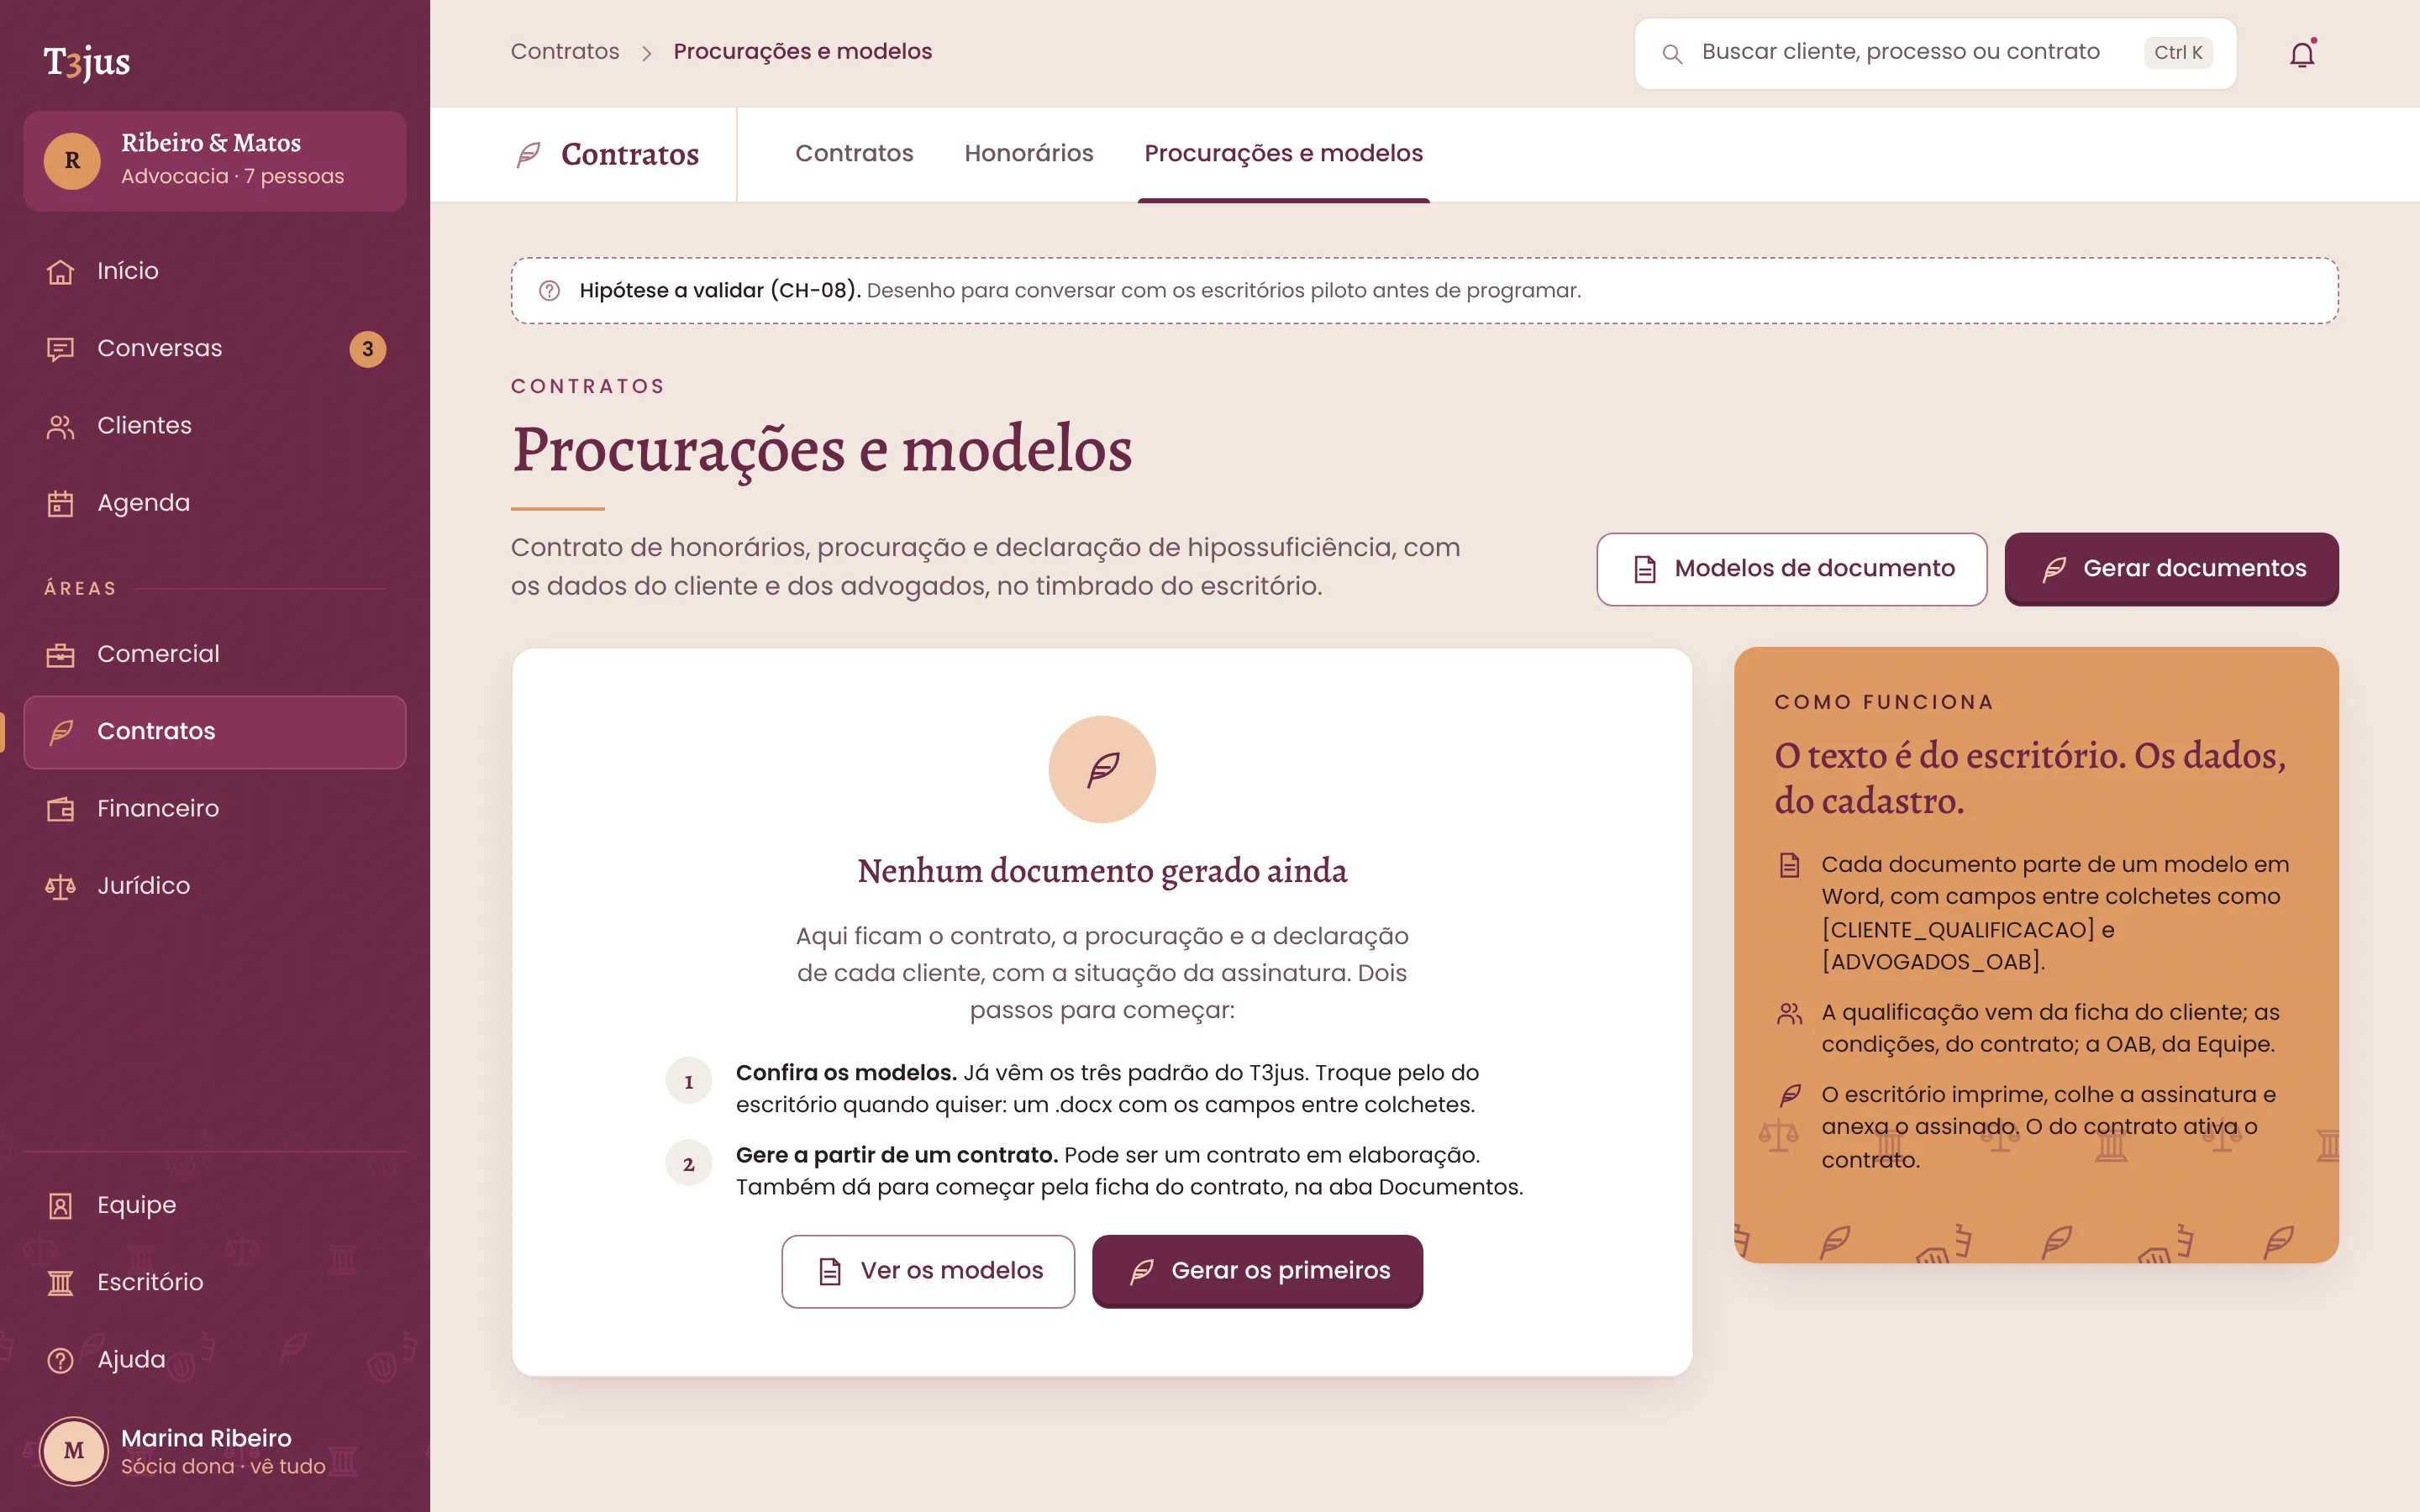 T3jus
R
Ribeiro & Matos
Advocacia · 7 pessoas
Início
Conversas
3
Clientes
Agenda
ÁREAS
Comercial
Contratos
Financeiro
Jurídico
Equipe
Escritório
Ajuda
M
Marina Ribeiro
Sócia dona · vê tudo
Contratos
Procurações e modelos
Buscar cliente, processo ou contrato
Ctrl K
Contratos
Contratos
Honorários
Procurações e modelos
Hipótese a validar (CH-08). Desenho para conversar com os escritórios piloto antes de programar.
CONTRATOS
Procurações e modelos
Contrato de honorários, procuração e declaração de hipossuficiência, com
os dados do cliente e dos advogados, no timbrado do escritório.
Modelos de documento
Gerar documentos
Nenhum documento gerado ainda
Aqui ficam o contrato, a procuração e a declaração
de cada cliente, com a situação da assinatura. Dois
passos para começar:
1
Confira os modelos. Já vêm os três padrão do T3jus. Troque pelo do
escritório quando quiser: um .docx com os campos entre colchetes.
2
Gere a partir de um contrato. Pode ser um contrato em elaboração.
Também dá para começar pela ficha do contrato, na aba Documentos.
Ver os modelos
Gerar os primeiros
COMO FUNCIONA
O texto é do escritório. Os dados,
do cadastro.
Cada documento parte de um modelo em
Word, com campos entre colchetes como
[CLIENTE_QUALIFICACAO] e
[ADVOGADOS_OAB].
A qualificação vem da ficha do cliente; as
condições, do contrato; a OAB, da Equipe.
O escritório imprime, colhe a assinatura e
anexa o assinado. O do contrato ativa o
contrato.